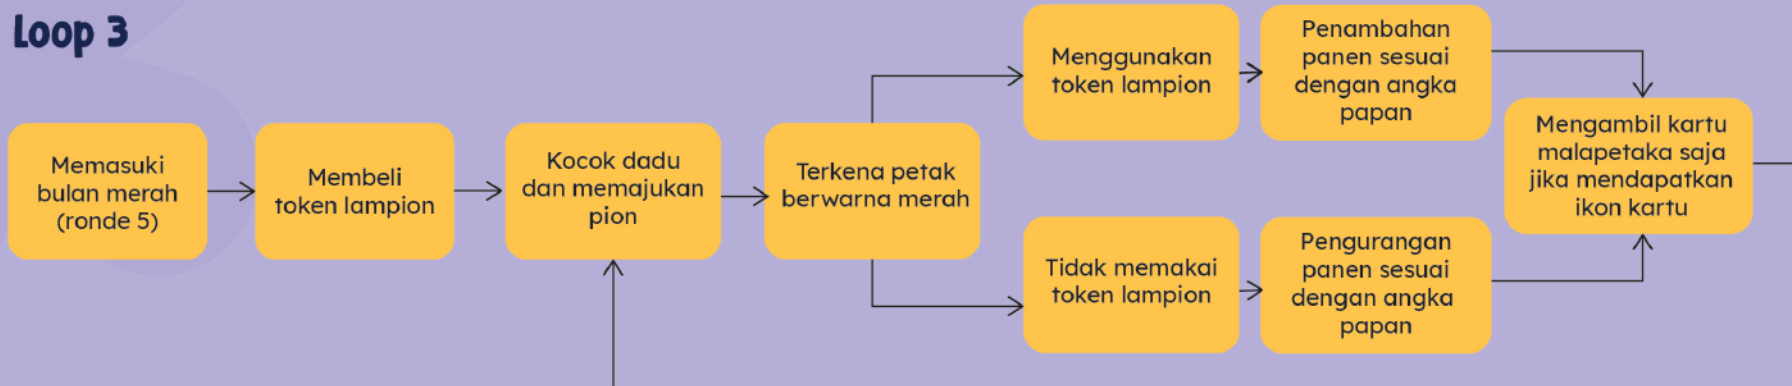 Loop 3
Memasuki
bulan merah
(ronde 5)
Membeli
token lampion
Kocok dadu
dan memajukan
pion
Terkena petak
berwarna merah
Menggunakan
token lampion
Penambahan
panen sesuai
dengan angka
papan
Tidak memakai
token lampion
Pengurangan
panen sesuai
dengan angka
papan
Mengambil kartu
malapetaka saja
jika mendapatkan
ikon kartu